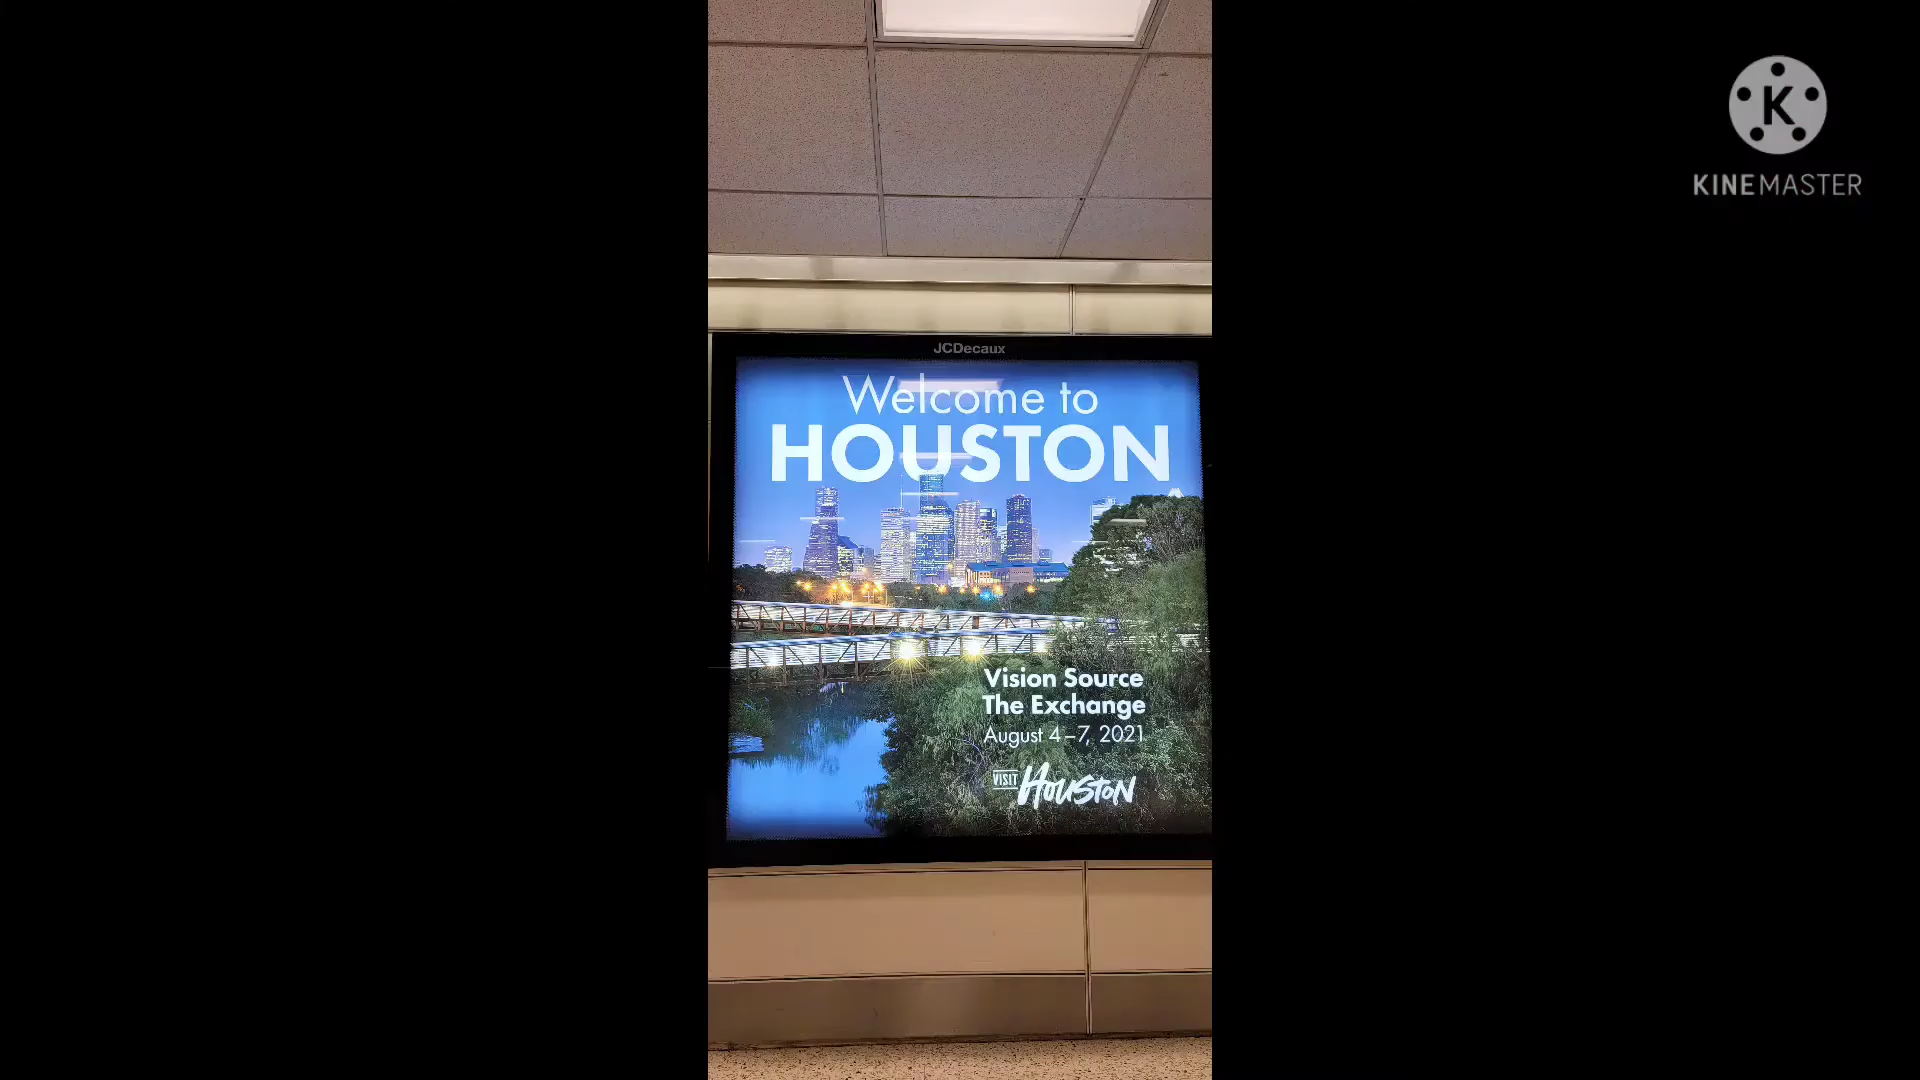 K
KINEMASTER
JCDecaux
Welcome to
HOUSTON
Vision Source
The Exchange
August 4–7, 2021
VISIT HOUSTON